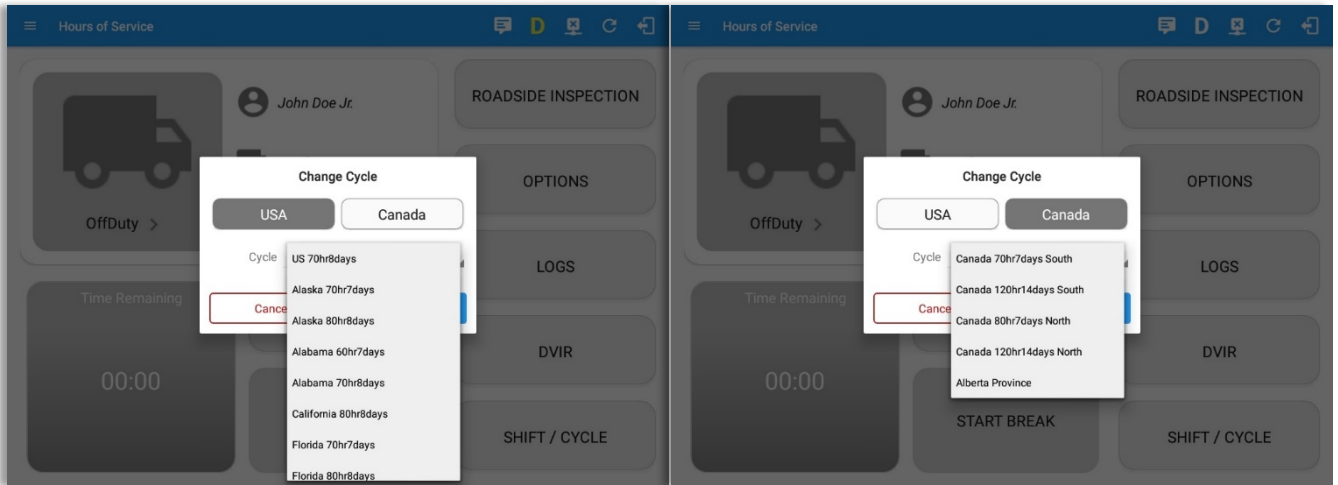 Hours of Service
D
John Doe Jr.
ROADSIDE INSPECTION
OPTIONS
OffDuty >
LOGS
Time Remaining
00:00
DVIR
SHIFT / CYCLE
Change Cycle
USA
Canada
Cycle
US 70hr8days
Alaska 70hr7days
Alaska 80hr8days
Alabama 60hr7days
Alabama 70hr8days
California 80hr8days
Florida 70hr7days
Florida 80hr8days
Hours of Service
D
John Doe Jr.
ROADSIDE INSPECTION
OPTIONS
OffDuty >
LOGS
Time Remaining
00:00
DVIR
START BREAK
SHIFT / CYCLE
Change Cycle
USA
Canada
Cycle
Canada 70hr7days South
Canada 120hr14days South
Canada 80hr7days North
Canada 120hr14days North
Alberta Province